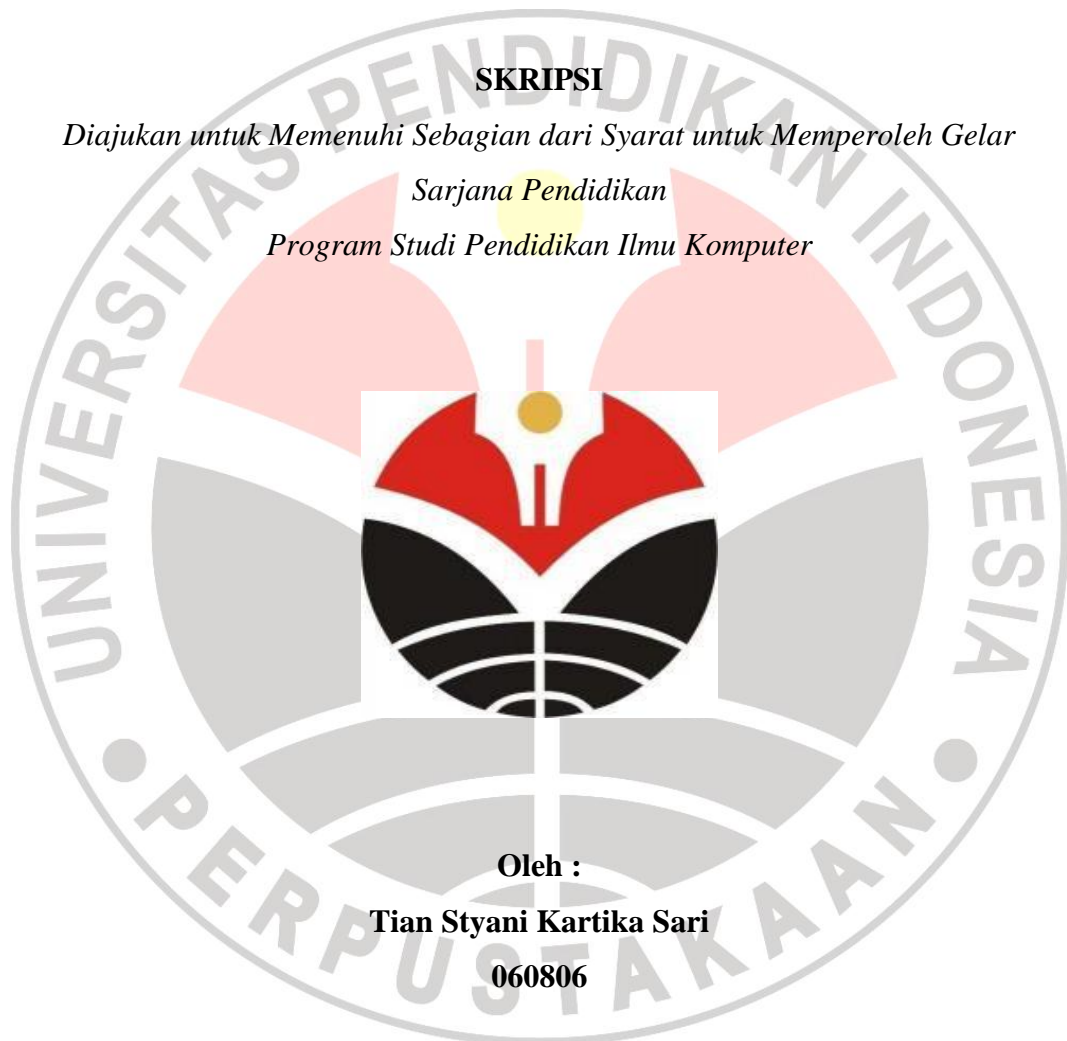 SKRIPSI
Diajukan untuk Memenuhi Sebagian dari Syarat untuk Memperoleh Gelar
Sarjana Pendidikan
Program Studi Pendidikan Ilmu Komputer
Oleh :
Tian Styani Kartika Sari
060806
UNIVERSITAS PENDIDIKAN INDONESIA
PERPUSTAKAAN